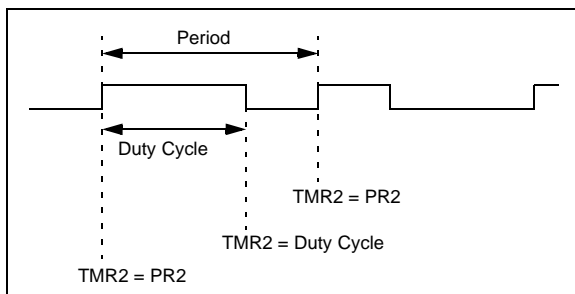 Period
Duty Cycle
TMR2 = PR2
TMR2 = Duty Cycle
TMR2 = PR2